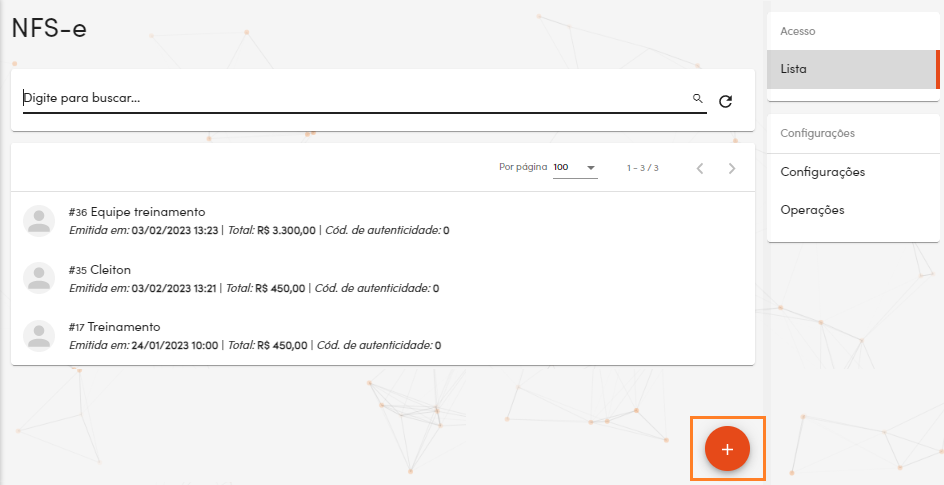 NFS-e
Digite para buscar...
Por página 100 1 - 3 / 3
#36 Equipe treinamento
Emitida em: 03/02/2023 13:23 | Total: R$ 3.300,00 | Cód. de autenticidade: 0
#35 Cleiton
Emitida em: 03/02/2023 13:21 | Total: R$ 450,00 | Cód. de autenticidade: 0
#17 Treinamento
Emitida em: 24/01/2023 10:00 | Total: R$ 450,00 | Cód. de autenticidade: 0
+
Acesso
Lista
Configurações
Configurações
Operações